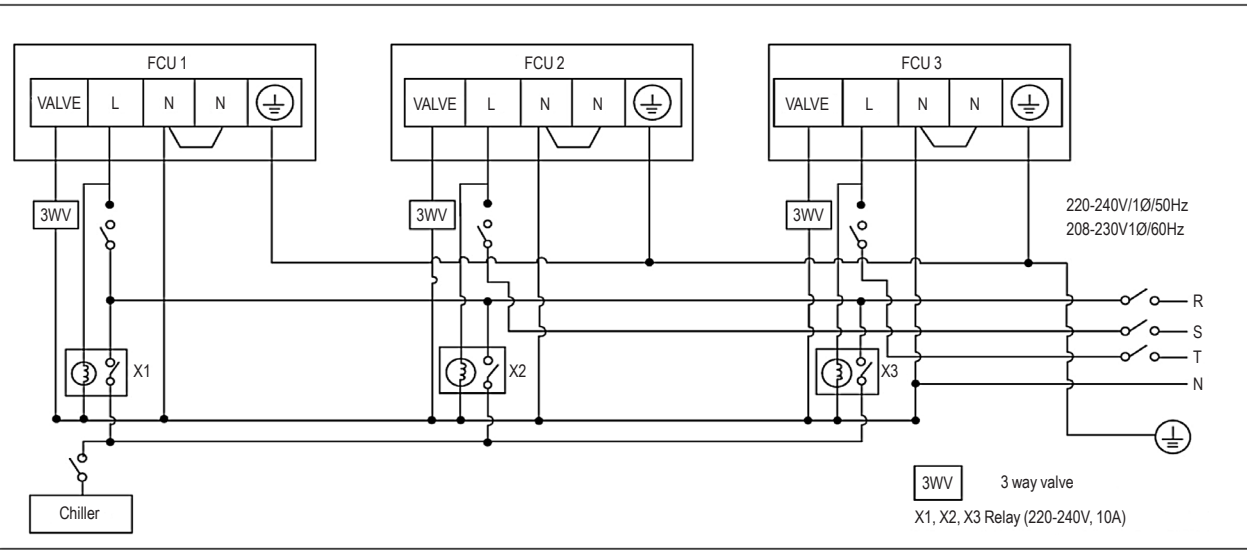 FCU 1
VALVE L N N
FCU 2
VALVE L N N
FCU 3
VALVE L N N
3WV
3WV
3WV
220-240V/1Ø/50Hz
208-230V1Ø/60Hz
R
S
T
N
X1
X2
X3
Chiller
3WV 3 way valve
X1, X2, X3 Relay (220-240V, 10A)